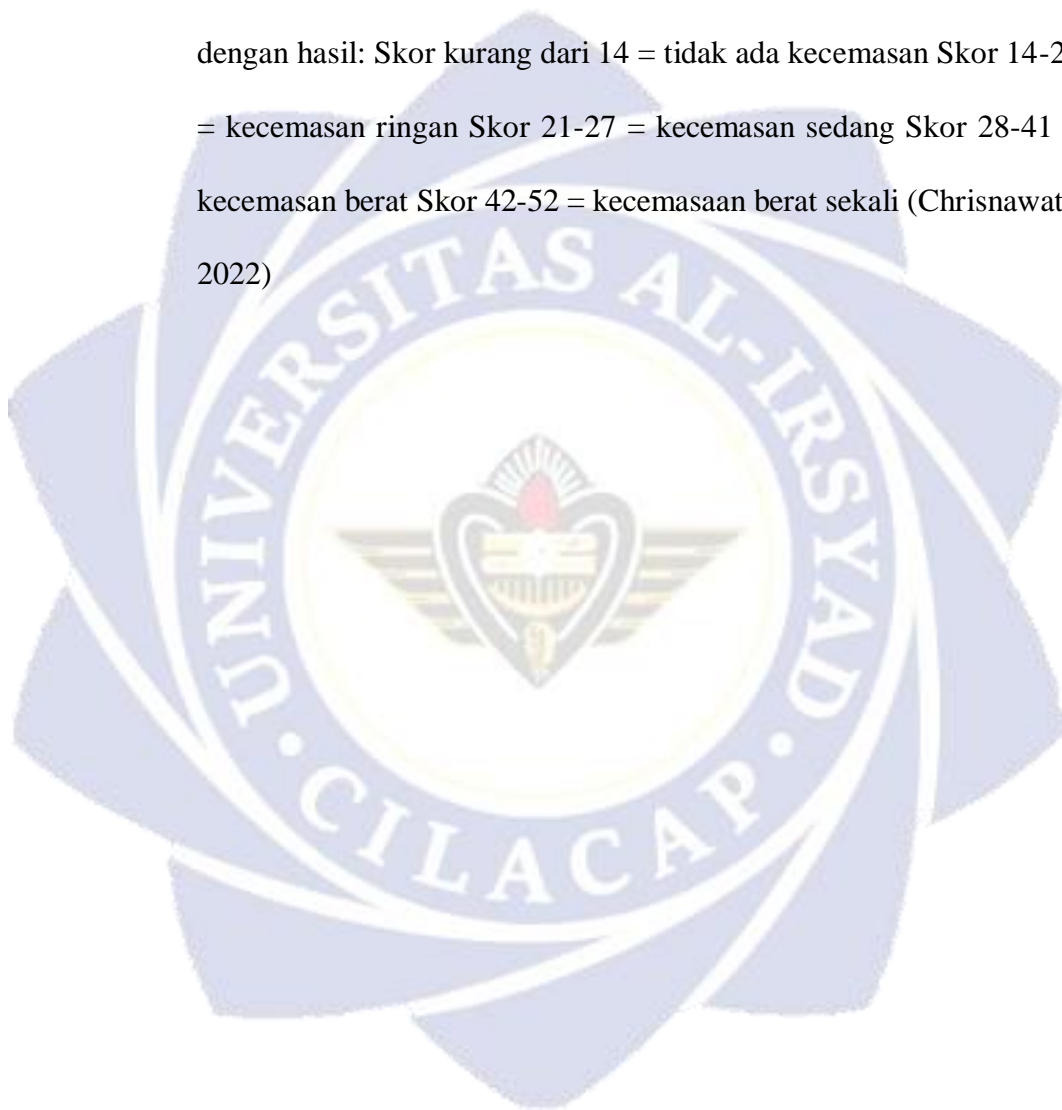 dengan hasil: Skor kurang dari 14 = tidak ada kecemasan Skor 14-2
= kecemasan ringan Skor 21-27 = kecemasan sedang Skor 28-41
kecemasan berat Skor 42-52 = kecemasaan berat sekali (Chrisnawat
2022)
UNIVERSITAS AL-IRSYAD
• CILACAP •